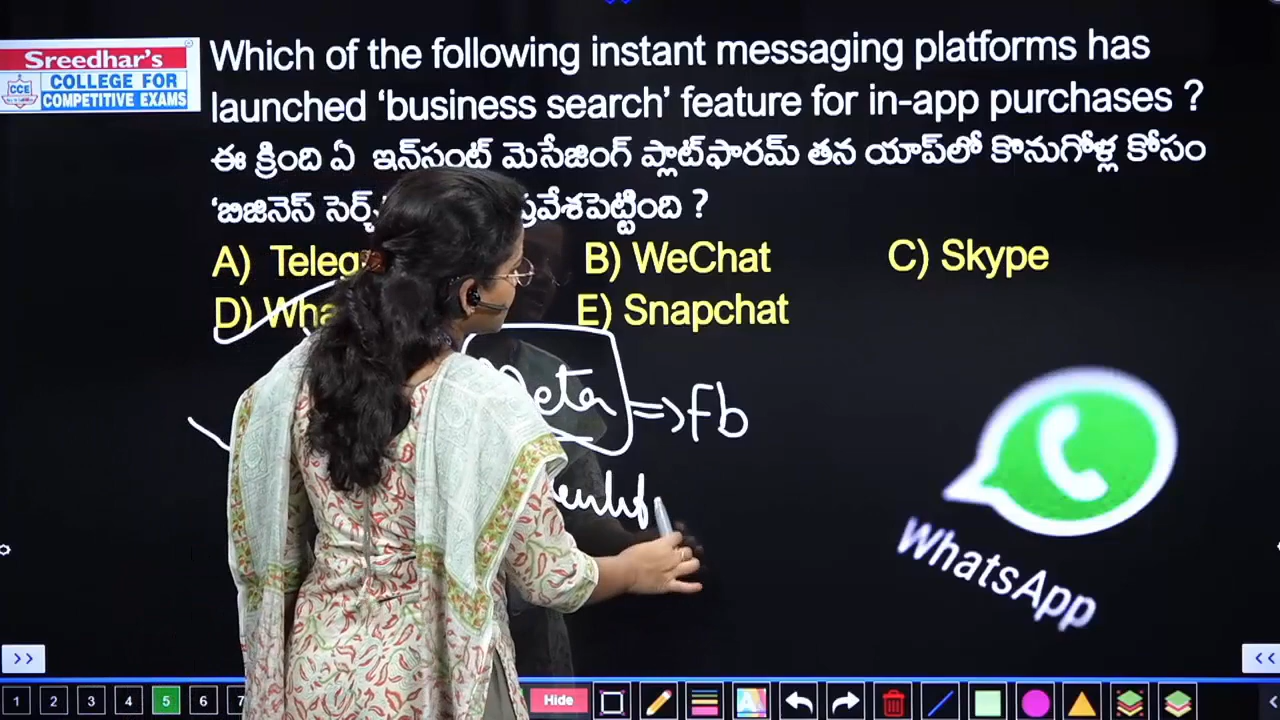 Sreedhar's
CCE
COLLEGE FOR
COMPETITIVE EXAMS
Which of the following instant messaging platforms has
launched ‘business search’ feature for in-app purchases ?
ఈ క్రింది ఏ ఇన్‌సంట్ మెసేజింగ్ ప్లాట్‌ఫారమ్ తన యాప్‌లో కొనుగోళ్ల కోసం
‘బిజినెస్ సెర్చ్ ప్రవేశపెట్టింది ?
A) Teleg B) WeChat C) Skype
D) Wha E) Snapchat
Meta => Fb
WhatsApp
>> <<
1 2 3 4 5 6 7 Hide